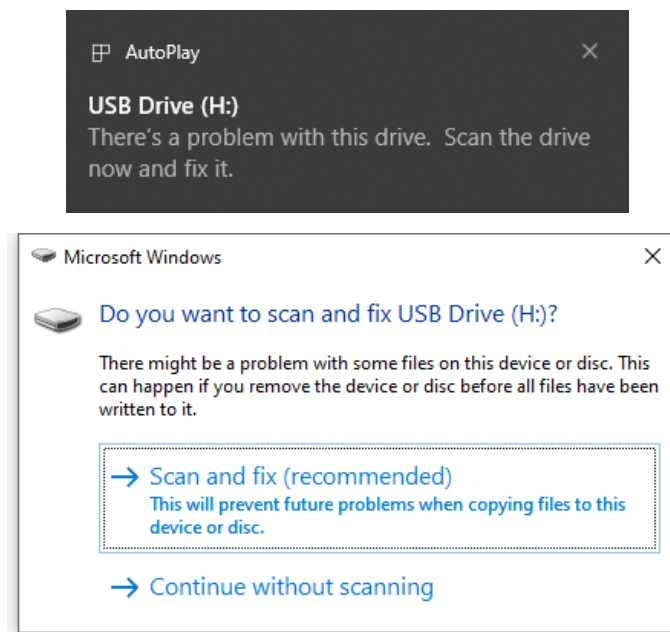 AutoPlay
USB Drive (H:)
There's a problem with this drive.  Scan the drive
now and fix it.
Microsoft Windows
Do you want to scan and fix USB Drive (H:)?
There might be a problem with some files on this device or disc. This
can happen if you remove the device or disc before all files have been
written to it.
Scan and fix (recommended)
This will prevent future problems when copying files to this
device or disc.
Continue without scanning